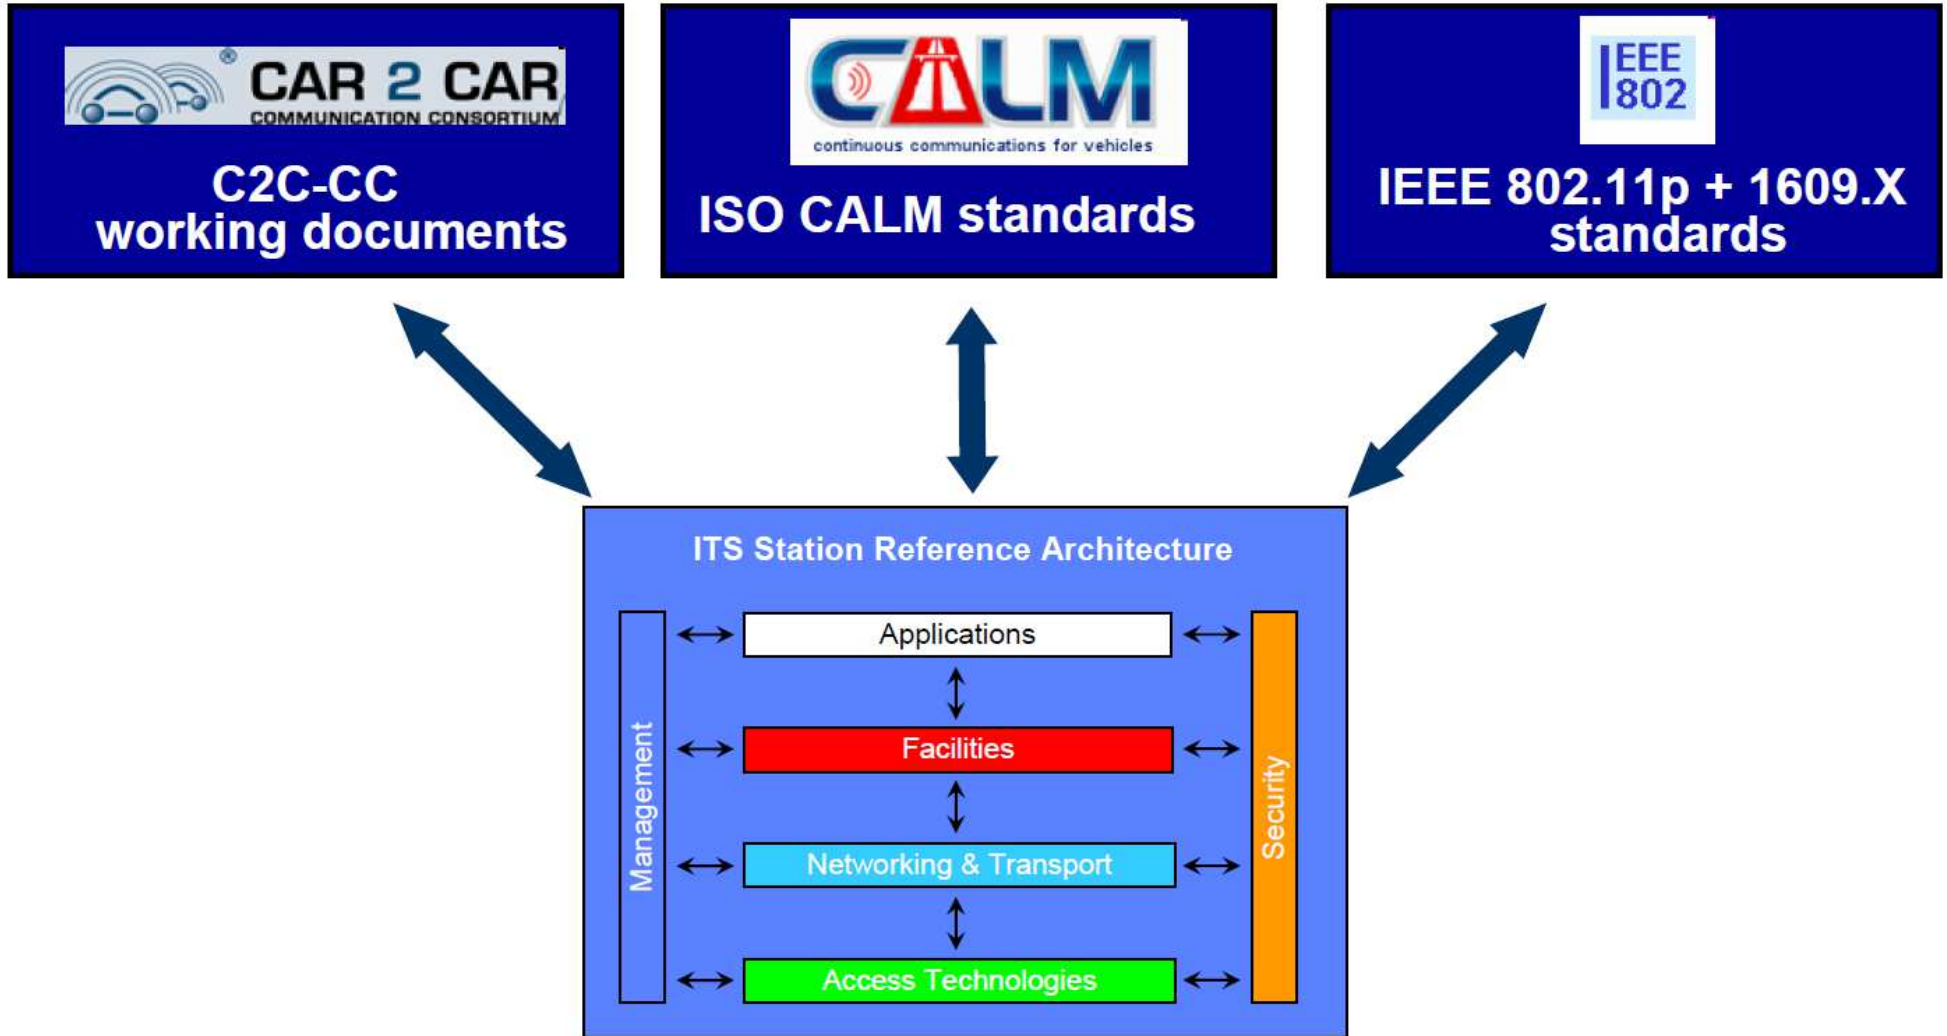 CAR 2 CAR
COMMUNICATION CONSORTIUM
®
C2C-CC
working documents
CALM
continuous communications for vehicles
ISO CALM standards
IEEE
802
IEEE 802.11p + 1609.X
standards
ITS Station Reference Architecture
Management
Applications
Facilities
Networking & Transport
Access Technologies
Security